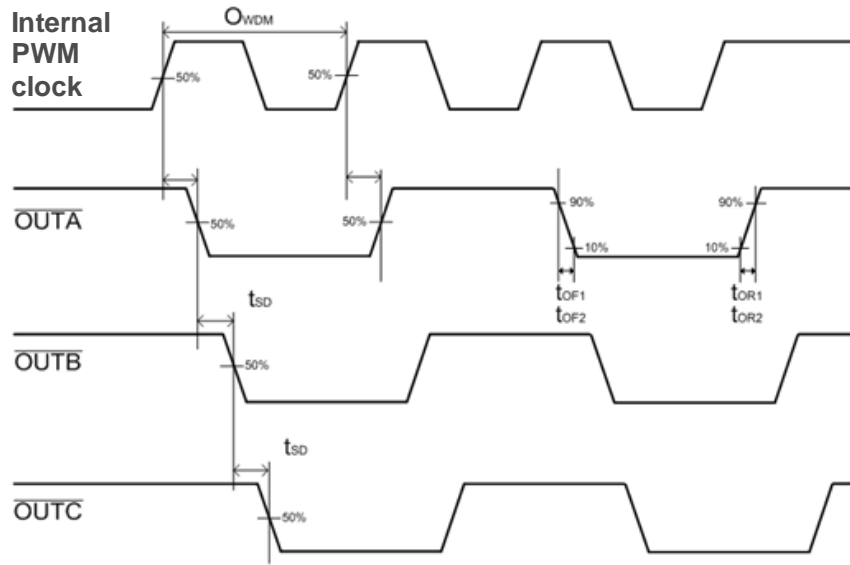 Internal
PWM
clock
OWDM
50%
50%
OUTA
50%
50%
90%
10%
90%
10%
tOF1
tOF2
tOR1
tOR2
tSD
OUTB
50%
tSD
OUTC
50%